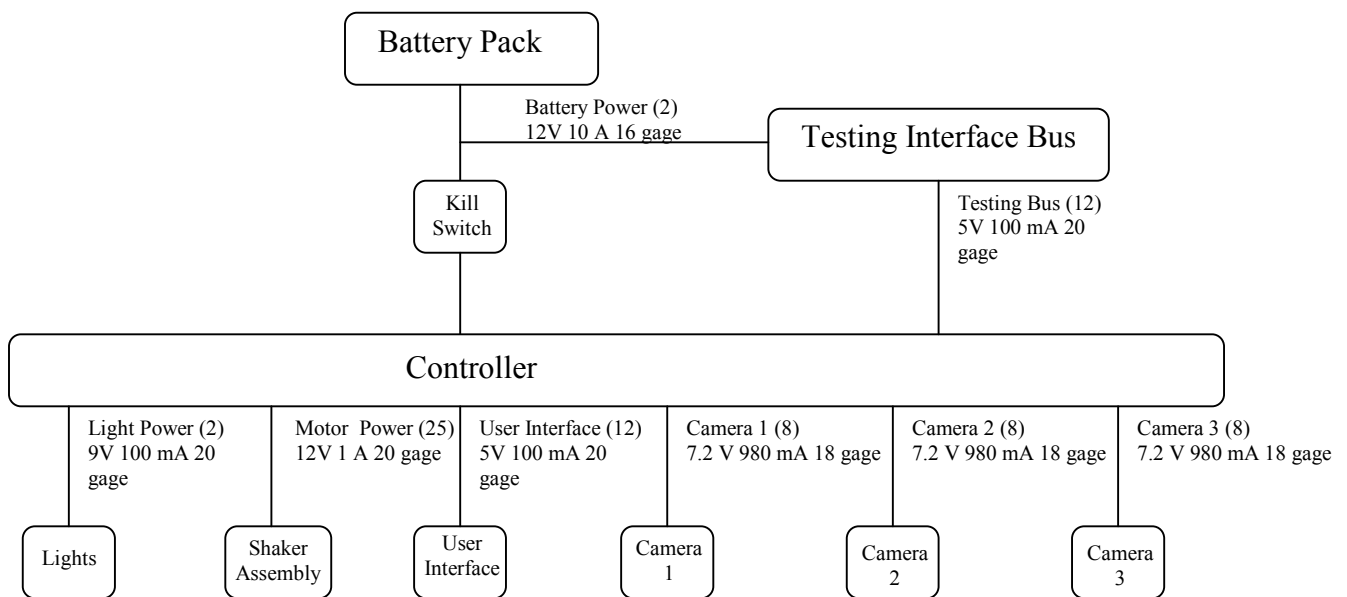 Battery Pack
Battery Power (2)
12V 10 A 16 gage
Testing Interface Bus
Kill
Switch
Testing Bus (12)
5V 100 mA 20
gage
Controller
Light Power (2)
9V 100 mA 20
gage
Motor Power (25)
12V 1 A 20 gage
User Interface (12)
5V 100 mA 20
gage
Camera 1 (8)
7.2 V 980 mA 18 gage
Camera 2 (8)
7.2 V 980 mA 18 gage
Camera 3 (8)
7.2 V 980 mA 18 gage
Lights
Shaker
Assembly
User
Interface
Camera
1
Camera
2
Camera
3